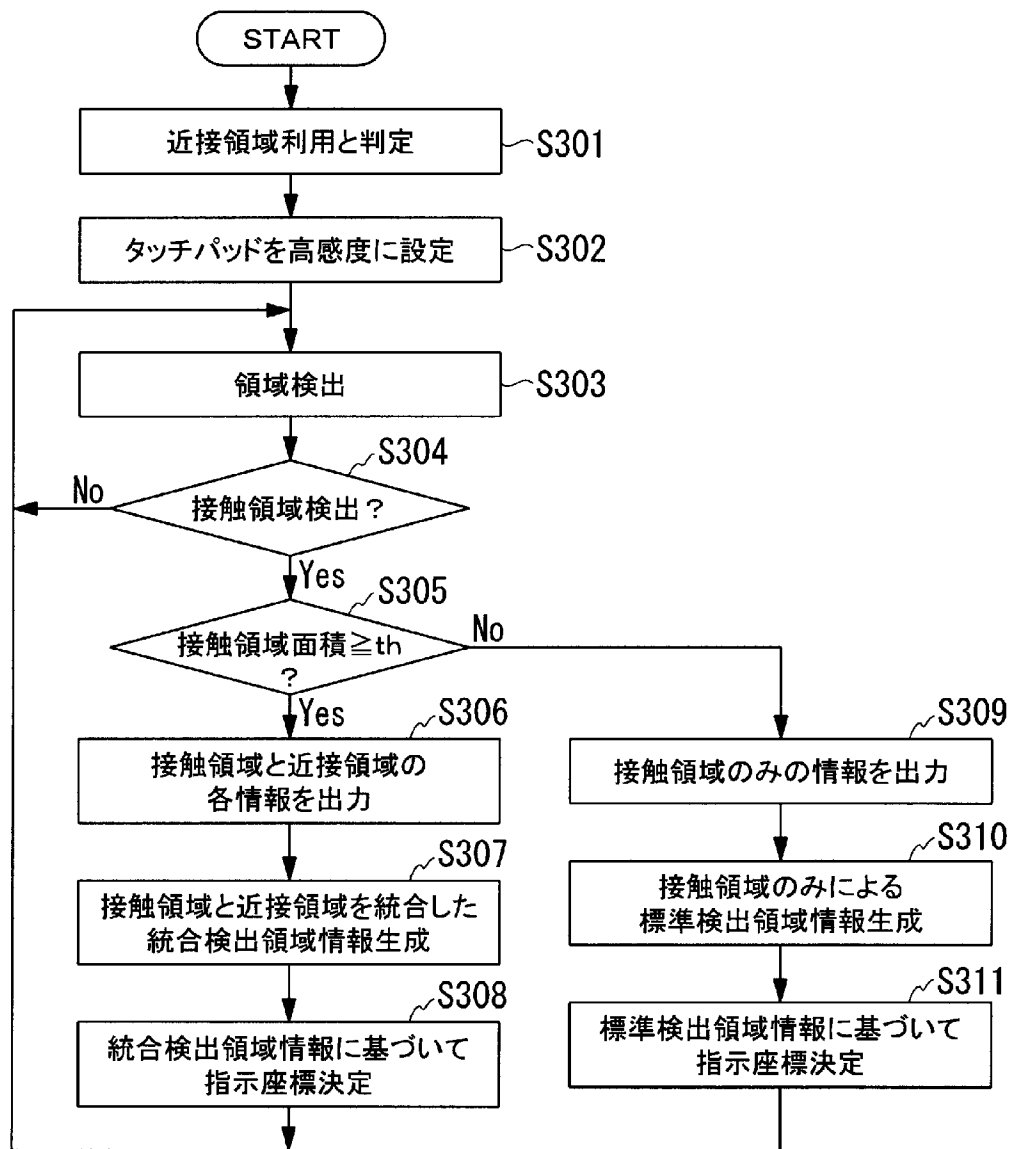 START
近接領域利用と判定
S301
タッチパッドを高感度に設定
S302
領域検出
S303
S304
No
接触領域検出?
Yes
S305
接触領域面積≧th
?
No
Yes
S306
接触領域と近接領域の
各情報を出力
S307
接触領域と近接領域を統合した
統合検出領域情報生成
S308
統合検出領域情報に基づいて
指示座標決定
S309
接触領域のみの情報を出力
S310
接触領域のみによる
標準検出領域情報生成
S311
標準検出領域情報に基づいて
指示座標決定